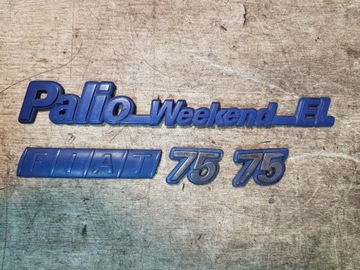 Palio Weekend EL
FIAT 75 75